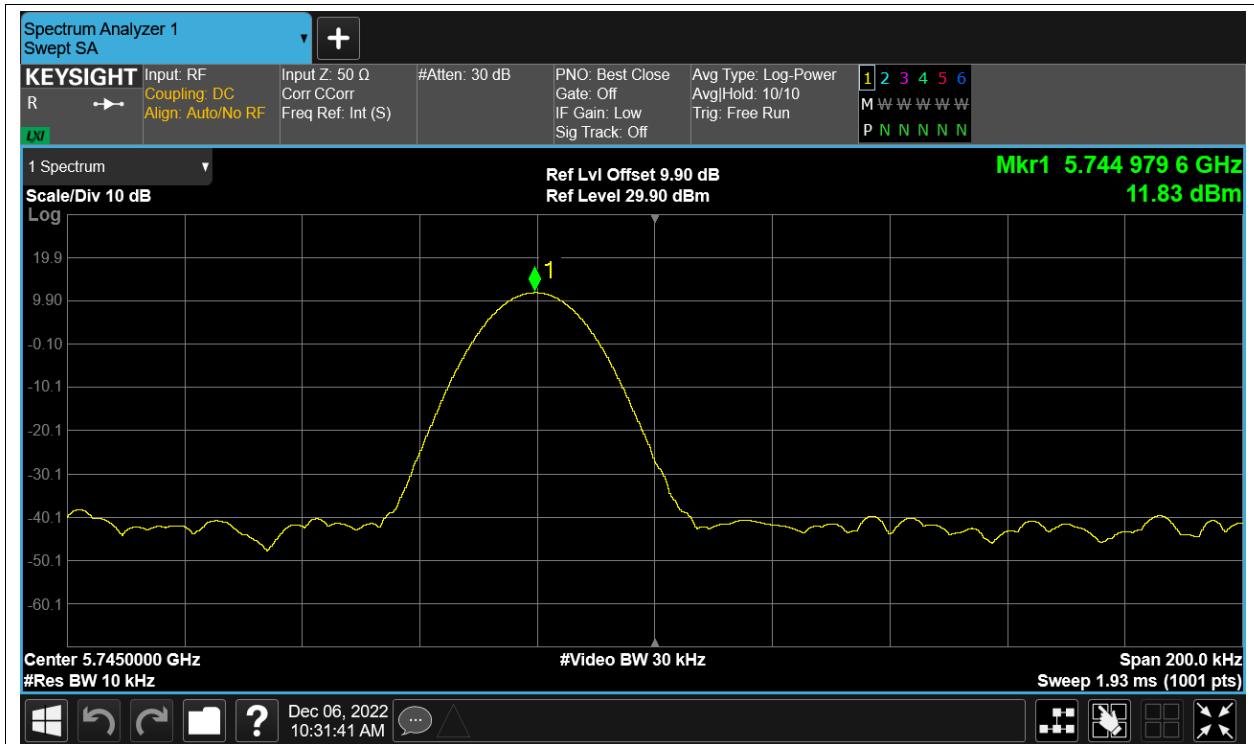 Spectrum Analyzer 1
Swept SA
+
KEYSIGHT
R
LXI
Input: RF
Coupling: DC
Align: Auto/No RF
Input Z: 50 Ω
Corr CCorr
Freq Ref: Int (S)
#Atten: 30 dB
PNO: Best Close
Gate: Off
IF Gain: Low
Sig Track: Off
Avg Type: Log-Power
Avg|Hold: 10/10
Trig: Free Run
1 2 3 4 5 6
M W W W W W
P N N N N N
1 Spectrum
Scale/Div 10 dB
Log
Ref Lvl Offset 9.90 dB
Ref Level 29.90 dBm
Mkr1 5.744 979 6 GHz
11.83 dBm
1
19.9
9.90
-0.10
-10.1
-20.1
-30.1
-40.1
-50.1
-60.1
Center 5.7450000 GHz
#Res BW 10 kHz
#Video BW 30 kHz
Span 200.0 kHz
Sweep 1.93 ms (1001 pts)
?
Dec 06, 2022
10:31:41 AM